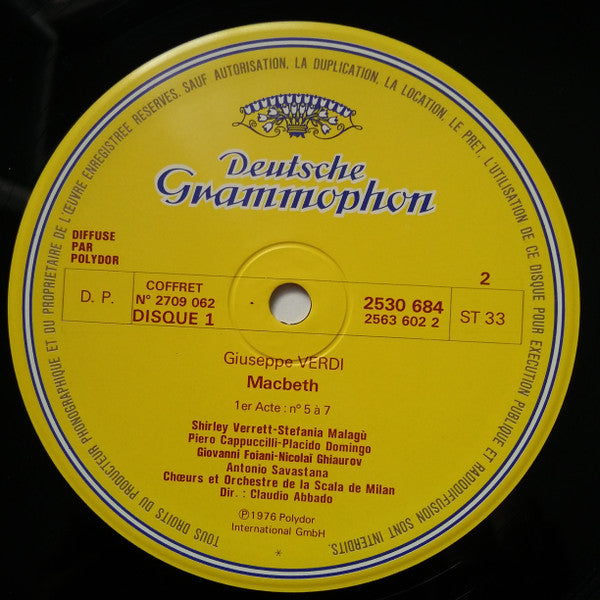 TOUS DROITS DU PRODUCTEUR PHONOGRAPHIQUE ET DU PROPRIETAIRE DE L'ŒUVRE ENREGISTREE RESERVES. SAUF AUTORISATION, LA DUPLICATION, LA LOCATION, LE PRET, L'UTILISATION DE CE DISQUE POUR EXECUTION PUBLIQUE ET RADIODIFFUSION SONT INTERDITS.
Deutsche
Grammophon
DIFFUSE
PAR
POLYDOR
2
D. P.
COFFRET
N° 2709 062
DISQUE 1
2530 684
2563 602 2
ST 33
Giuseppe VERDI
Macbeth
1er Acte : n° 5 à 7
Shirley Verrett-Stefania Malagù
Piero Cappuccilli-Placido Domingo
Giovanni Foiani-Nicolaï Ghiaurov
Antonio Savastana
Chœurs et Orchestre de la Scala de Milan
Dir. : Claudio Abbado
Ⓟ 1976 Polydor
International GmbH
*